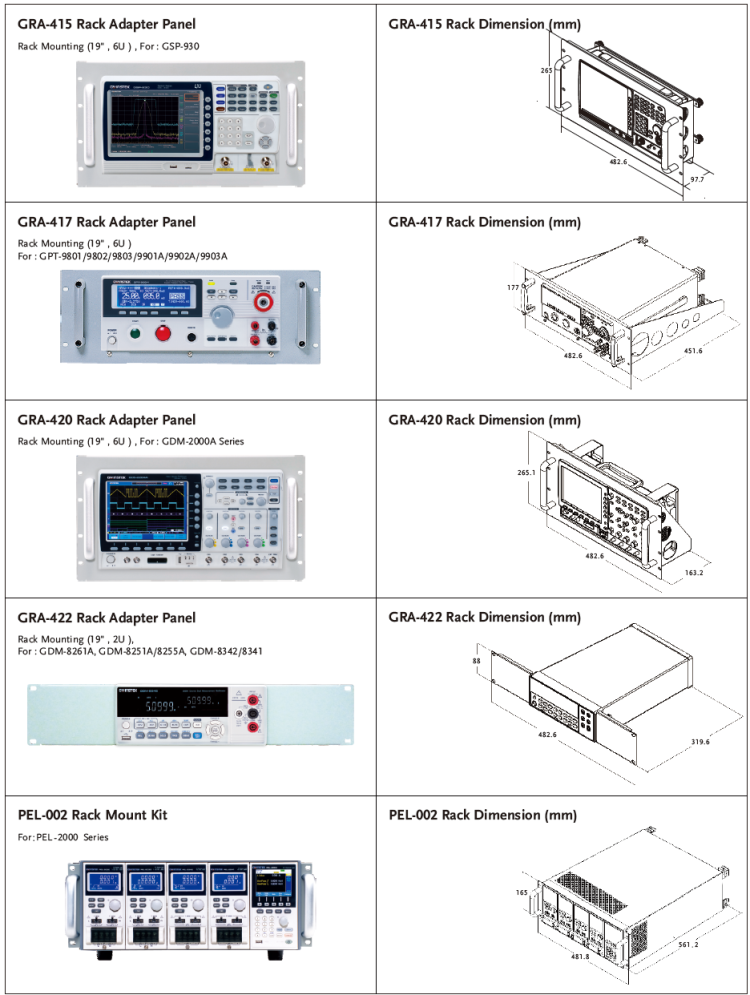 GRA-415 Rack Adapter Panel
Rack Mounting (19" , 6U ) , For : GSP-930
GRA-415 Rack Dimension (mm)
265
482.6
97.7
GRA-417 Rack Adapter Panel
Rack Mounting (19" , 6U )
For : GPT-9801/9802/9803/9901A/9902A/9903A
GRA-417 Rack Dimension (mm)
177
482.6
451.6
GRA-420 Rack Adapter Panel
Rack Mounting (19" , 6U ) , For : GDM-2000A Series
GRA-420 Rack Dimension (mm)
265.1
482.6
163.2
GRA-422 Rack Adapter Panel
Rack Mounting (19" , 2U ),
For : GDM-8261A, GDM-8251A/8255A, GDM-8342/8341
GRA-422 Rack Dimension (mm)
88
482.6
319.6
PEL-002 Rack Mount Kit
For:PEL-2000 Series
PEL-002 Rack Dimension (mm)
165
481.8
561.2